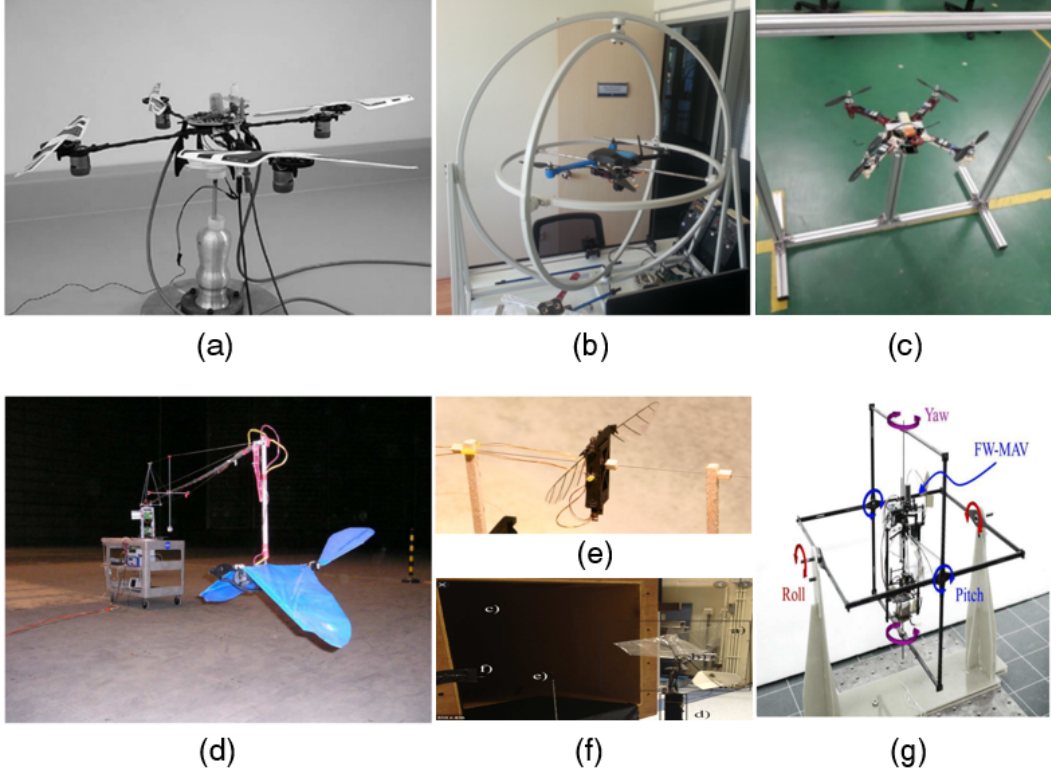 (a)
(b)
(c)
Yaw
FW-MAV
Roll
Pitch
(e)
c)
a)
f)
e)
d)
(d)
(f)
(g)